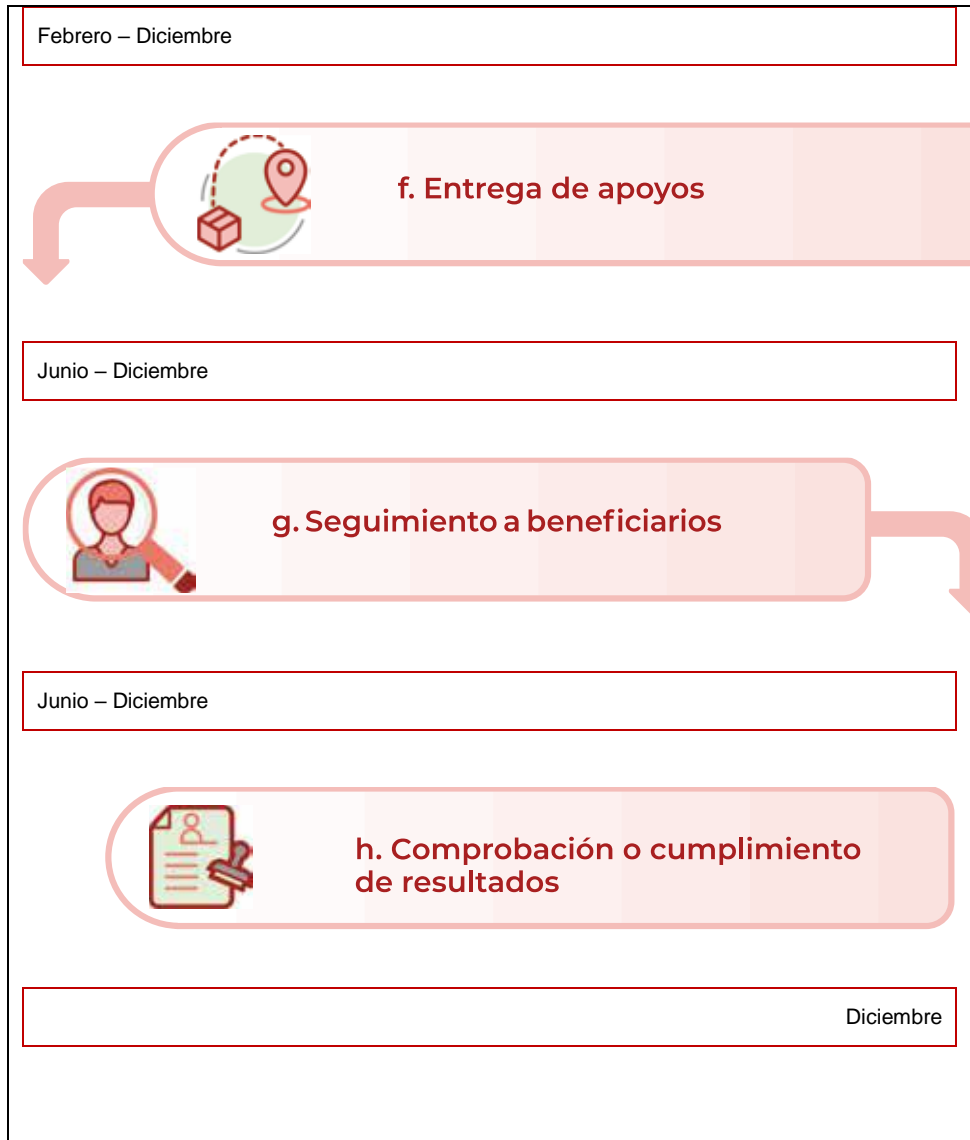 Febrero – Diciembre
f. Entrega de apoyos
Junio – Diciembre
g. Seguimiento a beneficiarios
Junio – Diciembre
h. Comprobación o cumplimiento
de resultados
Diciembre